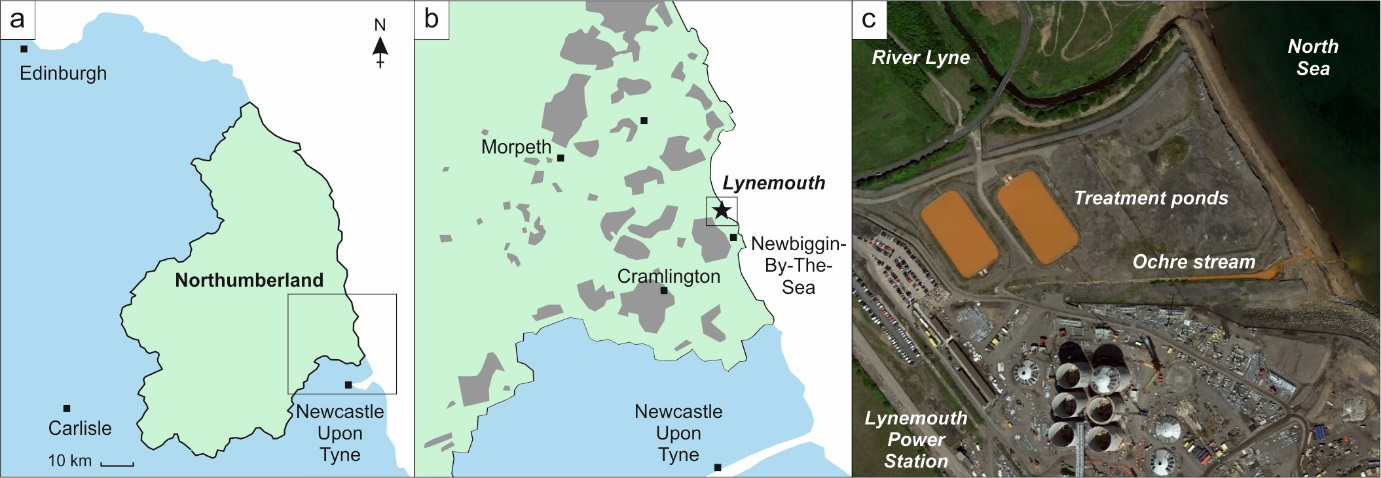 a
N
Edinburgh
Northumberland
Carlisle
10 km
Newcastle
Upon
Tyne
b
Morpeth
Lynemouth
Newbiggin-
By-The-
Sea
Cramlington
Newcastle
Upon
Tyne
c
River Lyne
North
Sea
Treatment ponds
Ochre stream
Lynemouth
Power
Station